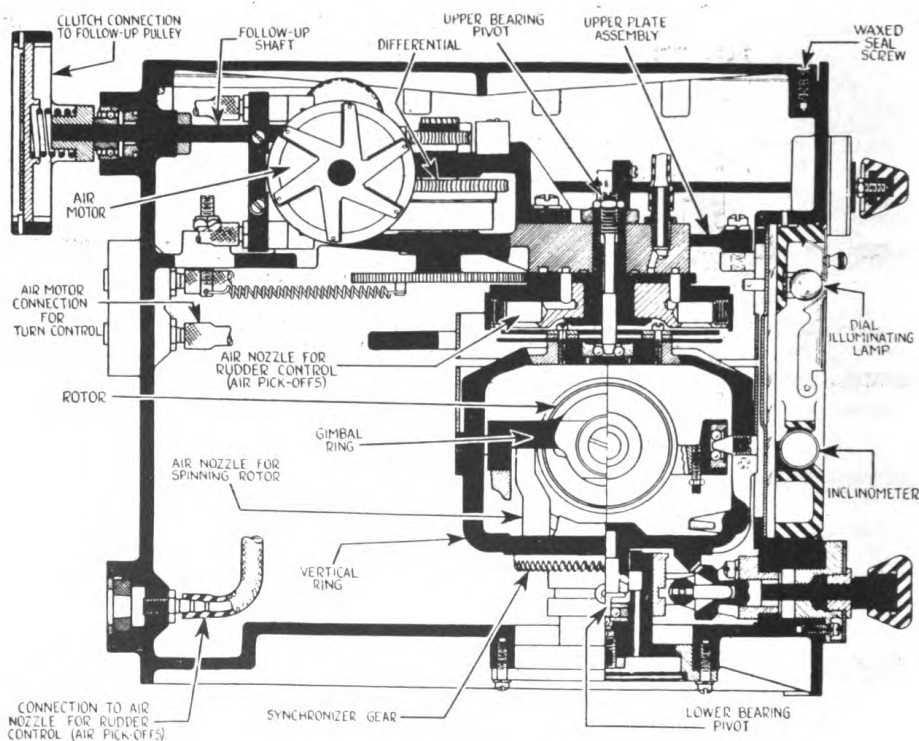 CLUTCH CONNECTION
TO FOLLOW-UP PULLEY
FOLLOW-UP
SHAFT
DIFFERENTIAL
UPPER BEARING
PIVOT
UPPER PLATE
ASSEMBLY
WAXED
SEAL
SCREW
AIR
MOTOR
AIR MOTOR
CONNECTION
FOR
TURN CONTROL
AIR NOZZLE FOR
RUDDER CONTROL
(AIR PICK-OFFS)
DIAL
ILLUMINATING
LAMP
ROTOR
GIMBAL
RING
AIR NOZZLE FOR
SPINNING ROTOR
INCLINOMETER
VERTICAL
RING
CONNECTION TO AIR
NOZZLE FOR RUDDER
CONTROL (AIR PICK-OFFS)
SYNCHRONIZER GEAR
LOWER BEARING
PIVOT